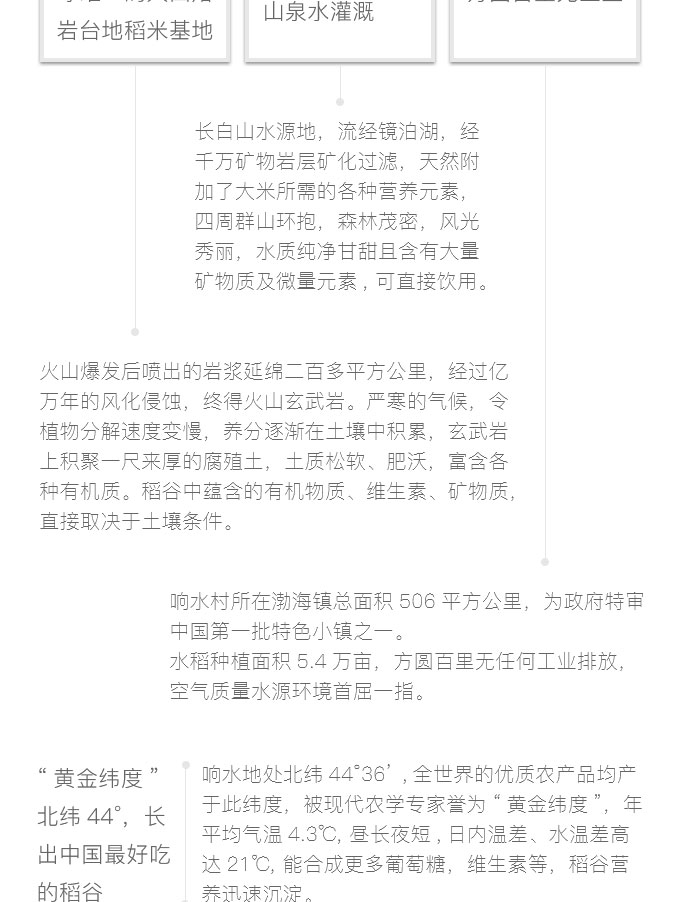 岩台地稻米基地
山泉水灌溉
长白山水源地，流经镜泊湖，经
千万矿物岩层矿化过滤，天然附
加了大米所需的各种营养元素，
四周群山环抱，森林茂密，风光
秀丽，水质纯净甘甜且含有大量
矿物质及微量元素，可直接饮用。
火山爆发后喷出的岩浆延绵二百多平方公里，经过亿
万年的风化侵蚀，终得火山玄武岩。严寒的气候，令
植物分解速度变慢，养分逐渐在土壤中积累，玄武岩
上积聚一尺来厚的腐殖土，土质松软、肥沃，富含各
种有机质。稻谷中蕴含的有机物质、维生素、矿物质，
直接取决于土壤条件。
响水村所在渤海镇总面积 506 平方公里，为政府特审
中国第一批特色小镇之一。
水稻种植面积 5.4 万亩，方圆百里无任何工业排放，
空气质量水源环境首屈一指。
“ 黄金纬度 ”
北纬 44°，长
出中国最好吃
的稻谷
响水地处北纬 44°36’，全世界的优质农产品均产
于此纬度，被现代农学专家誉为 “ 黄金纬度 ”，年
平均气温 4.3℃, 昼长夜短，日内温差、水温差高
达 21℃, 能合成更多葡萄糖，维生素等，稻谷营
养迅速沉淀。